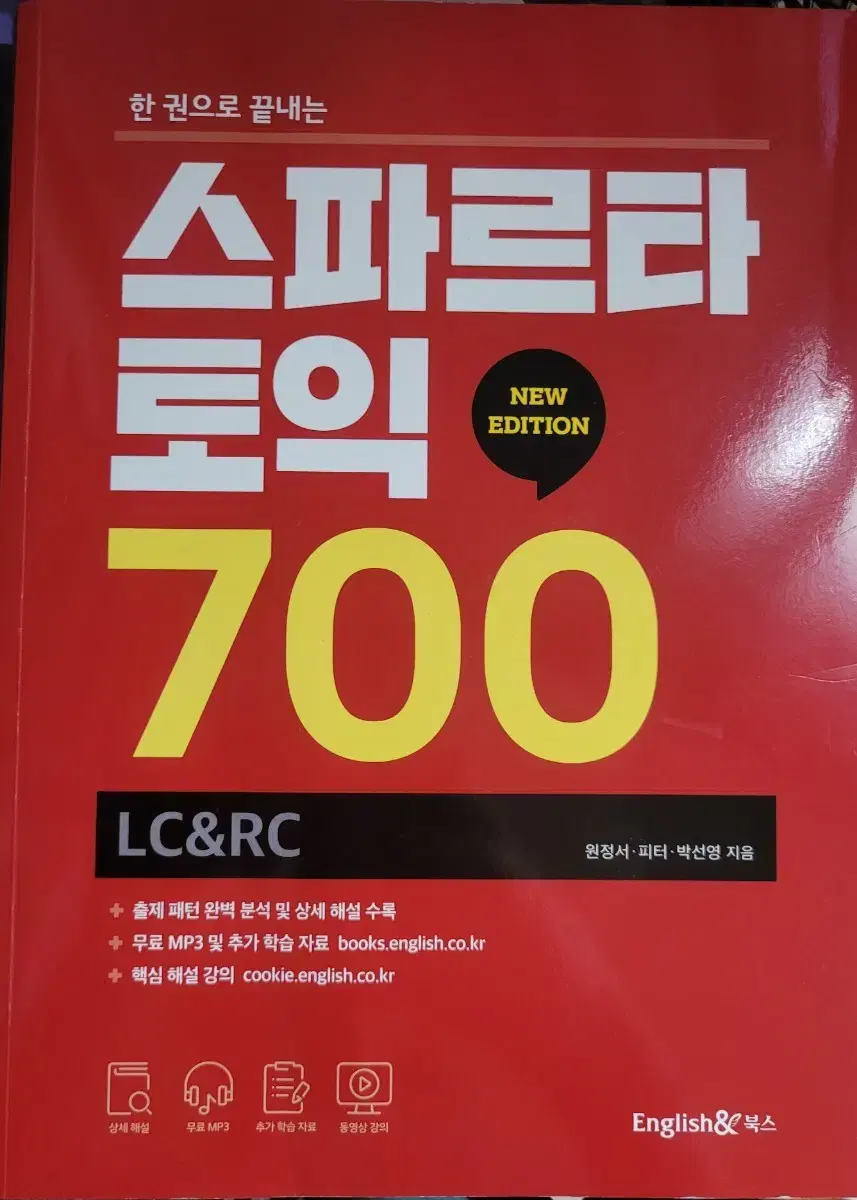 한 권으로 끝내는
스파르타
토익
NEW
EDITION
700
LC&RC
원정서·피터·박선영 지음
+ 출제 패턴 완벽 분석 및 상세 해설 수록
+ 무료 MP3 및 추가 학습 자료 books.english.co.kr
+ 핵심 해설 강의 cookie.english.co.kr
상세 해설
무료 MP3
추가 학습 자료
동영상 강의
English& 북스